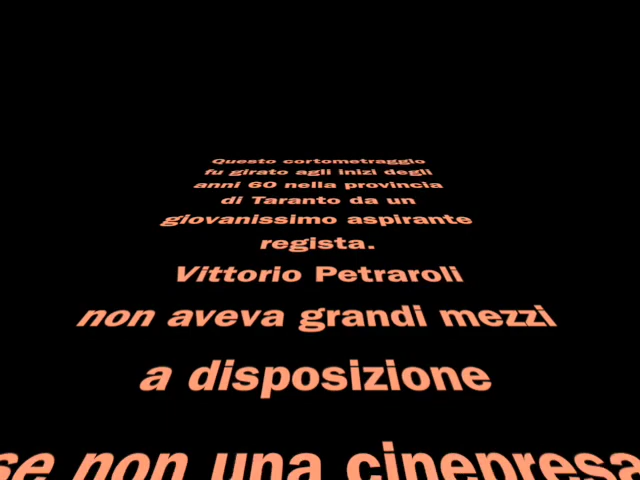 Questo cortometraggio
fu girato agli inizi degli
anni 60 nella provincia
di Taranto da un
giovanissimo aspirante
regista.
Vittorio Petraroli
non aveva grandi mezzi
a disposizione
se non una cinepresa